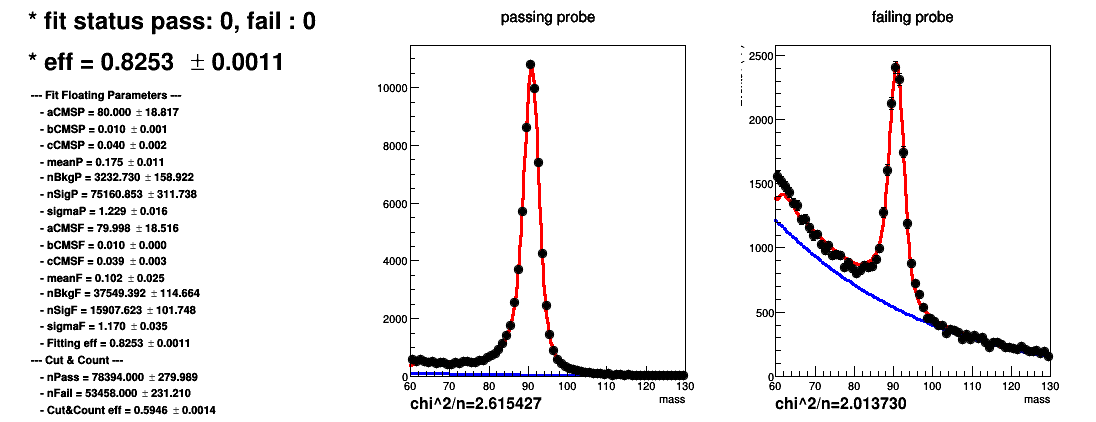 * fit status pass: 0, fail : 0
* eff = 0.8253 ± 0.0011
--- Fit Floating Parameters ---
- aCMSP = 80.000 ± 18.817
- bCMSP = 0.010 ± 0.001
- cCMSP = 0.040 ± 0.002
- meanP = 0.175 ± 0.011
- nBkgP = 3232.730 ± 158.922
- nSigP = 75160.853 ± 311.738
- sigmaP = 1.229 ± 0.016
- aCMSF = 79.998 ± 18.516
- bCMSF = 0.010 ± 0.000
- cCMSF = 0.039 ± 0.003
- meanF = 0.102 ± 0.025
- nBkgF = 37549.392 ± 114.664
- nSigF = 15907.623 ± 101.748
- sigmaF = 1.170 ± 0.035
- Fitting eff = 0.8253 ± 0.0011
--- Cut & Count ---
- nPass = 78394.000 ± 279.989
- nFail = 53458.000 ± 231.210
- Cut&Count eff = 0.5946 ± 0.0014
passing probe
10000
8000
6000
4000
2000
0
60 70 80 90 100 110 120 130
mass
chi^2/n=2.615427
failing probe
2500
2000
1500
1000
500
0
60 70 80 90 100 110 120 130
mass
chi^2/n=2.013730